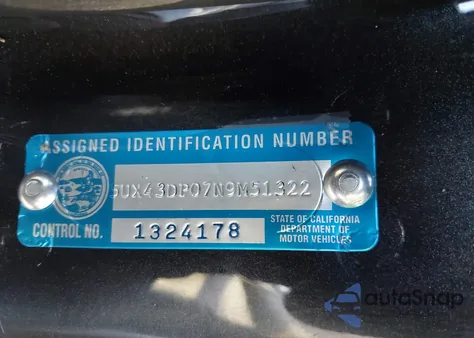 ASSIGNED IDENTIFICATION NUMBER
5UX43DP07N9M51322
CONTROL NO. 1324178
STATE OF CALIFORNIA
DEPARTMENT OF
MOTOR VEHICLES
autoSnap